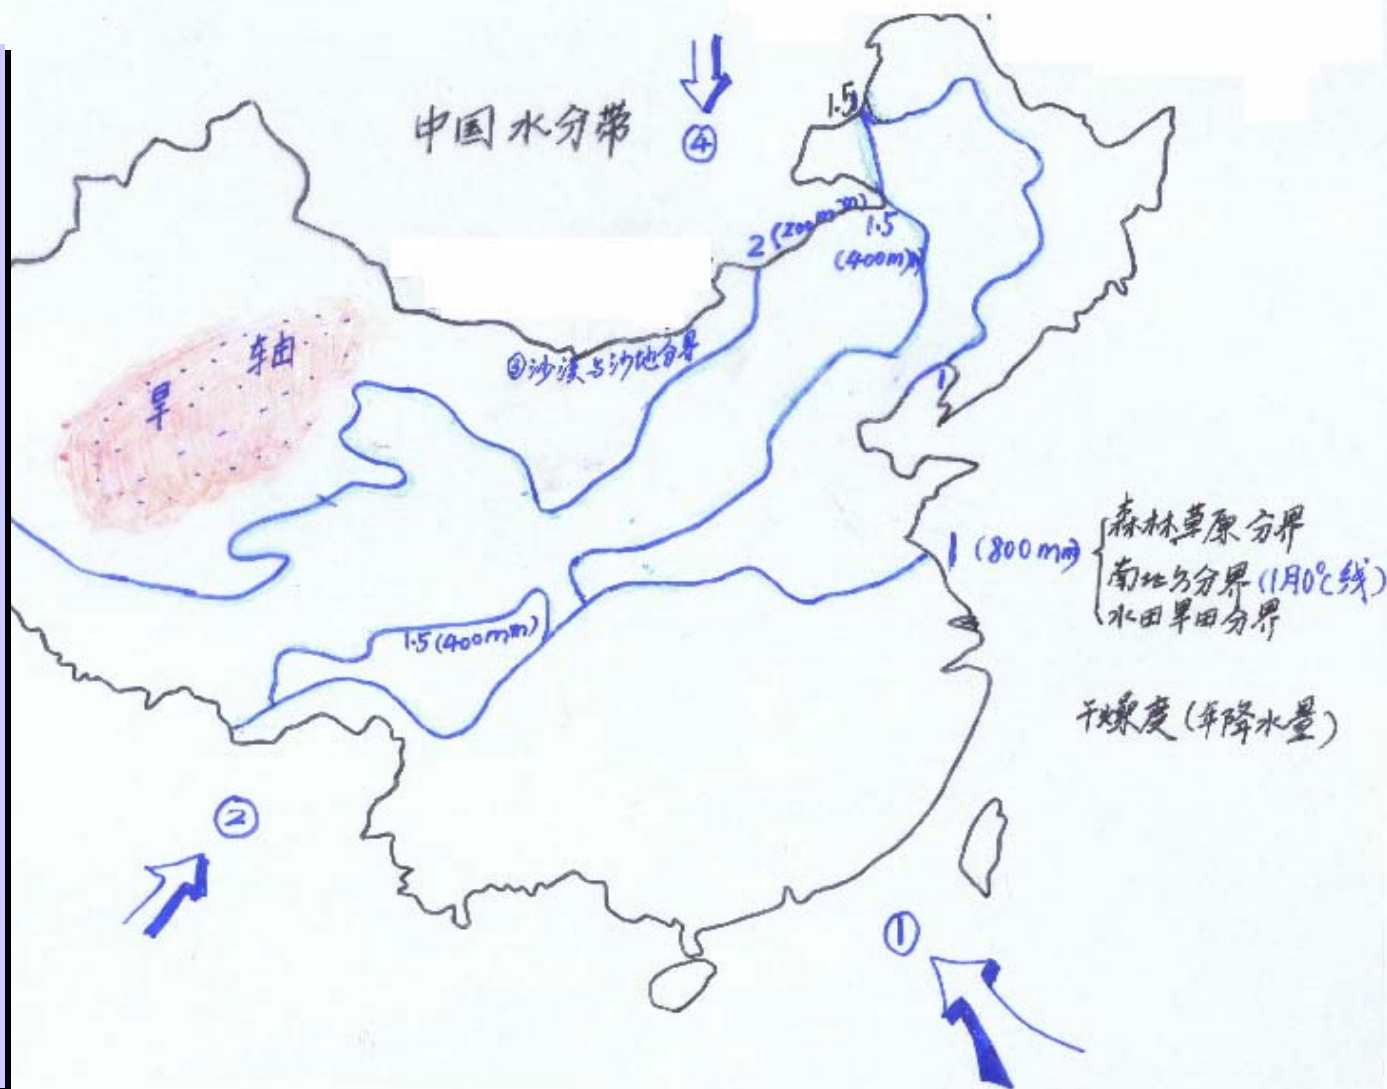 中国水分带
④
1.5
2 (200mm)
1.5
(400mm)
③沙漠与沙地分界
旱轴
1
1 (800mm)
森林草原分界
南北方分界 (1月0℃线)
水田旱田分界
1.5 (400mm)
干燥度 (年降水量)
②
①